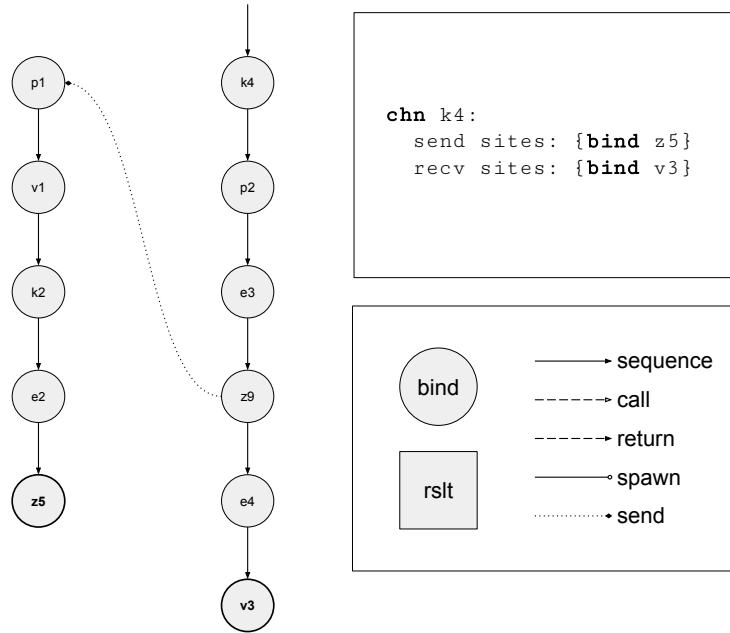 p1
v1
k2
e2
z5
k4
p2
e3
z9
e4
v3
chn k4:
send sites: {bind z5}
recv sites: {bind v3}
bind
rslt
sequence
call
return
spawn
send